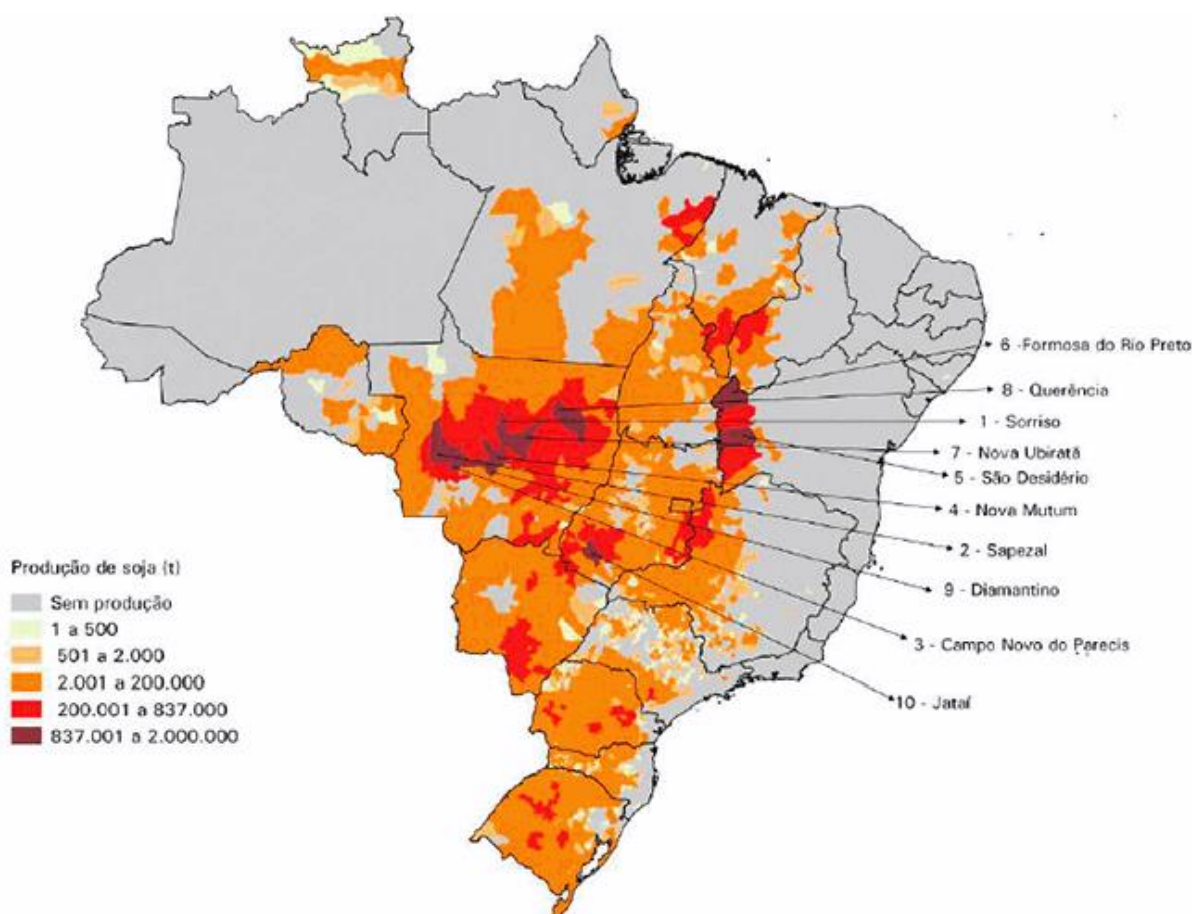 6 -Formosa do Rio Preto
8 - Querência
1 - Sorriso
7 - Nova Ubiratã
5 - São Desidério
4 - Nova Mutum
2 - Sapezal
9 - Diamantino
3 - Campo Novo do Parecis
10 - Jataí
Produção de soja (t)
Sem produção
1 a 500
501 a 2.000
2.001 a 200.000
200.001 a 837.000
837.001 a 2.000.000